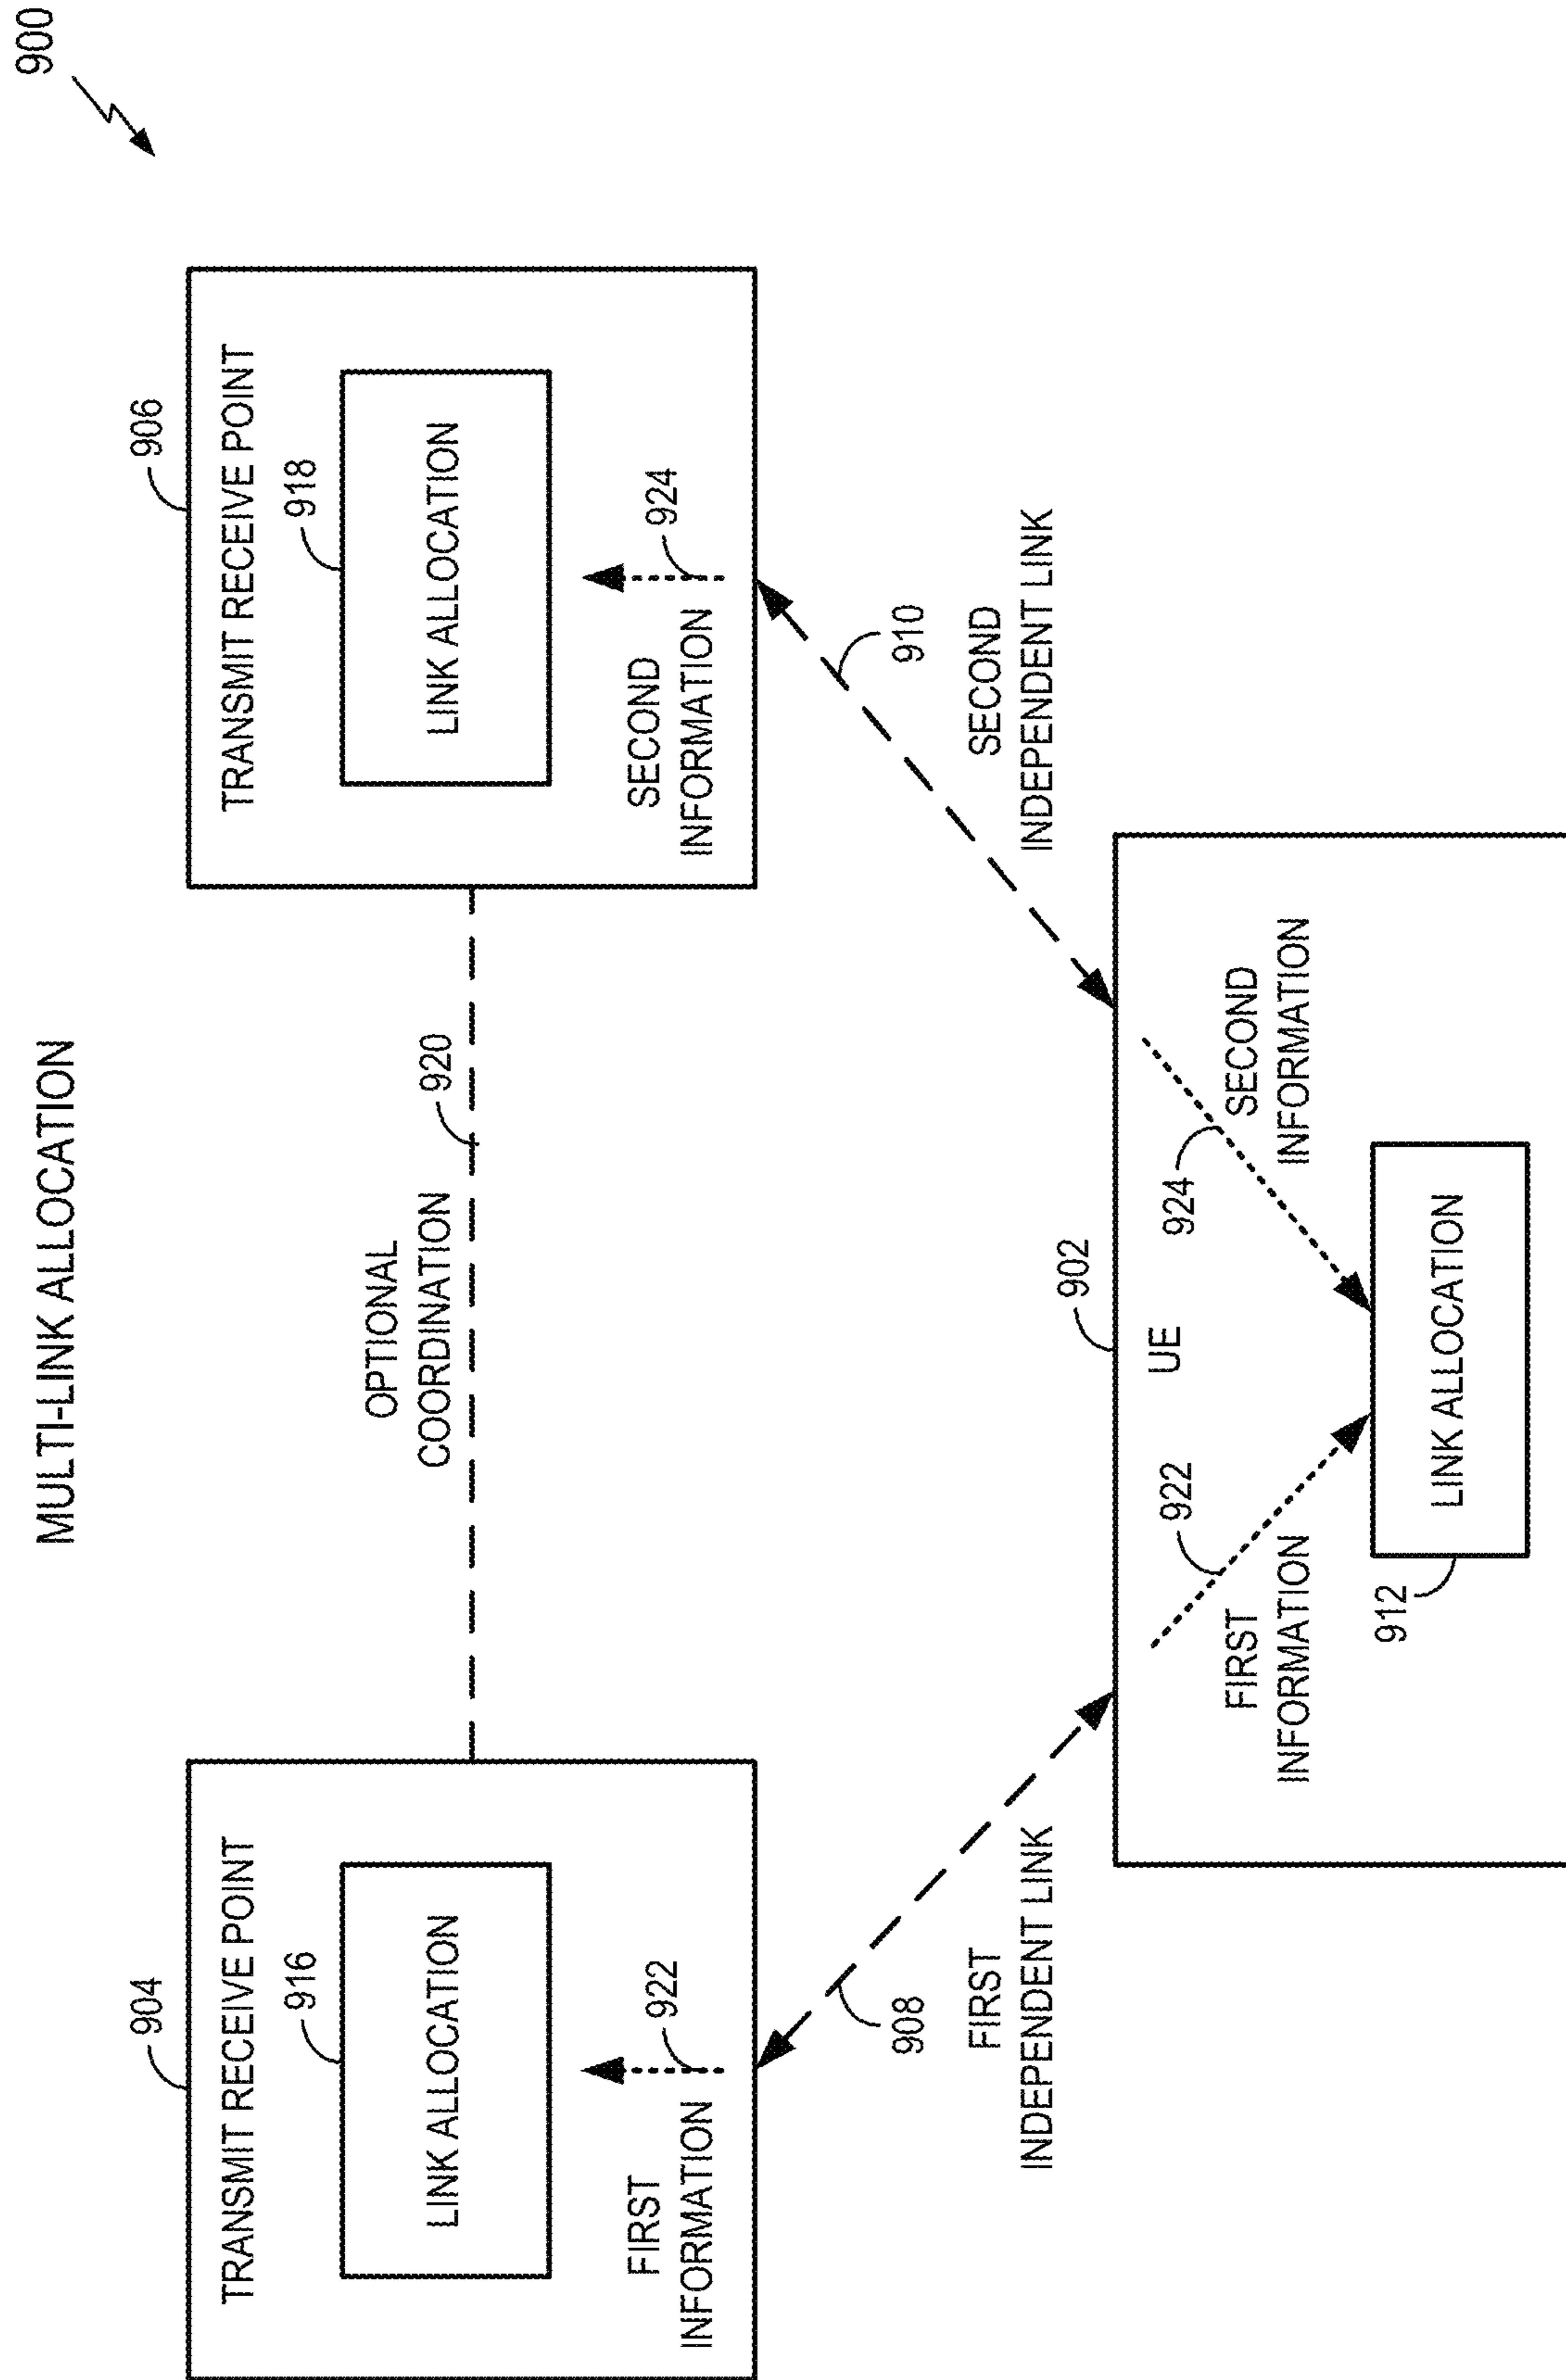 MULTI-LINK ALLOCATION
900
904
TRANSMIT RECEIVE POINT
916
LINK ALLOCATION
FIRST
INFORMATION
922
OPTIONAL
COORDINATION
920
906
TRANSMIT RECEIVE POINT
918
LINK ALLOCATION
SECOND
INFORMATION
924
908
FIRST
INDEPENDENT LINK
910
SECOND
INDEPENDENT LINK
902
UE
922
FIRST
INFORMATION
924
SECOND
INFORMATION
912
LINK ALLOCATION